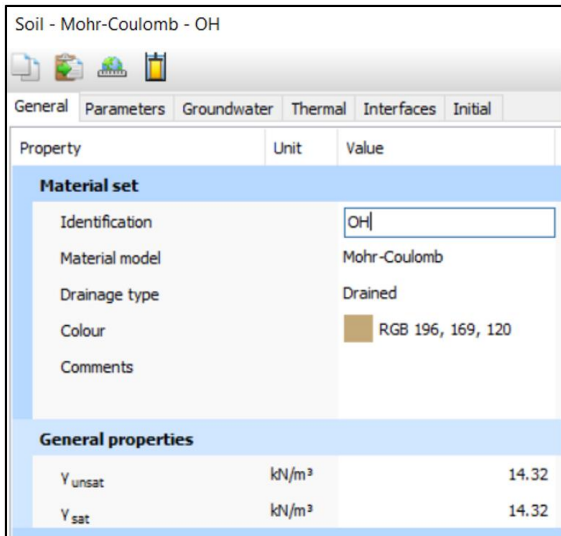 Soil - Mohr-Coulomb - OH
General Parameters Groundwater Thermal Interfaces Initial
Property Unit Value
Material set
Identification OH
Material model Mohr-Coulomb
Drainage type Drained
Colour RGB 196, 169, 120
Comments
General properties
γ unsat kN/m³ 14.32
γ sat kN/m³ 14.32